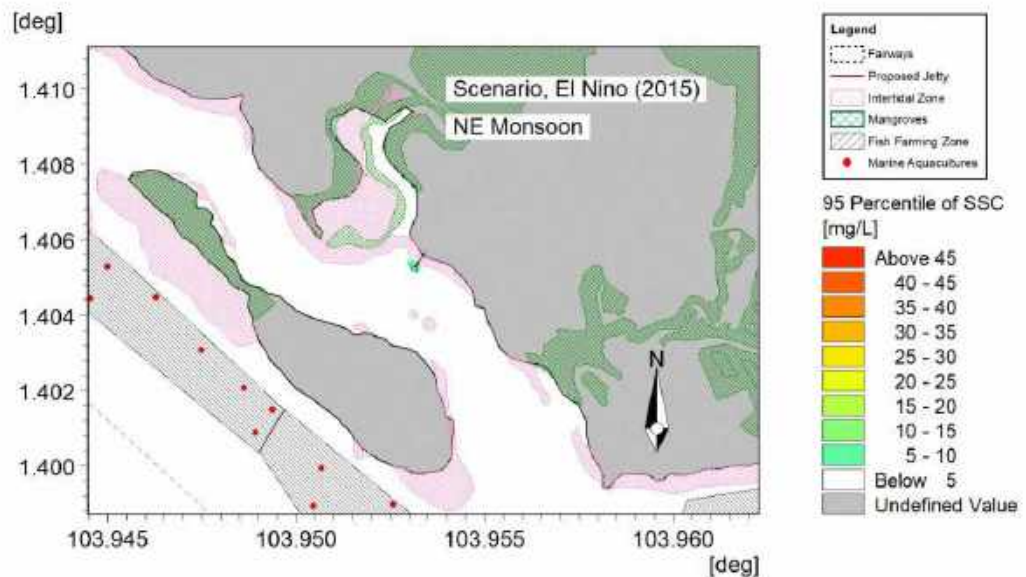 [deg]
1.410
1.408
1.406
1.404
1.402
1.400
Scenario, El Nino (2015)
NE Monsoon
N
103.945
103.950
103.955
103.960
[deg]
Legend
Fairways
Proposed Jetty
Intertidal Zone
Mangroves
Fish Farming Zone
Marine Aquacultures
95 Percentile of SSC
[mg/L]
Above 45
40 - 45
35 - 40
30 - 35
25 - 30
20 - 25
15 - 20
10 - 15
5 - 10
Below 5
Undefined Value